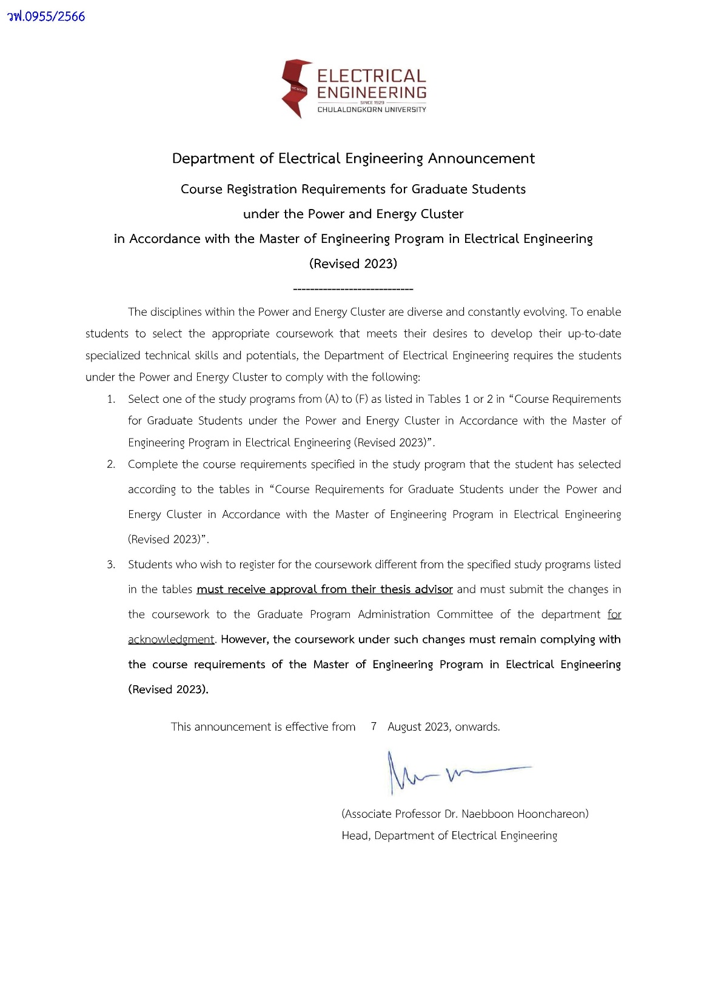 วฟ.0955/2566
ELECTRICAL
ENGINEERING
SINCE 1929
CHULALONGKORN UNIVERSITY
Department of Electrical Engineering Announcement
Course Registration Requirements for Graduate Students
under the Power and Energy Cluster
in Accordance with the Master of Engineering Program in Electrical Engineering
(Revised 2023)
----------------------------
The disciplines within the Power and Energy Cluster are diverse and constantly evolving. To enable
students to select the appropriate coursework that meets their desires to develop their up-to-date
specialized technical skills and potentials, the Department of Electrical Engineering requires the students
under the Power and Energy Cluster to comply with the following:
1. Select one of the study programs from (A) to (F) as listed in Tables 1 or 2 in “Course Requirements
for Graduate Students under the Power and Energy Cluster in Accordance with the Master of
Engineering Program in Electrical Engineering (Revised 2023)”.
2. Complete the course requirements specified in the study program that the student has selected
according to the tables in “Course Requirements for Graduate Students under the Power and
Energy Cluster in Accordance with the Master of Engineering Program in Electrical Engineering
(Revised 2023)”.
3. Students who wish to register for the coursework different from the specified study programs listed
in the tables must receive approval from their thesis advisor and must submit the changes in
the coursework to the Graduate Program Administration Committee of the department for
acknowledgment. However, the coursework under such changes must remain complying with
the course requirements of the Master of Engineering Program in Electrical Engineering
(Revised 2023).
This announcement is effective from 7 August 2023, onwards.
(Associate Professor Dr. Naebboon Hoonchareon)
Head, Department of Electrical Engineering